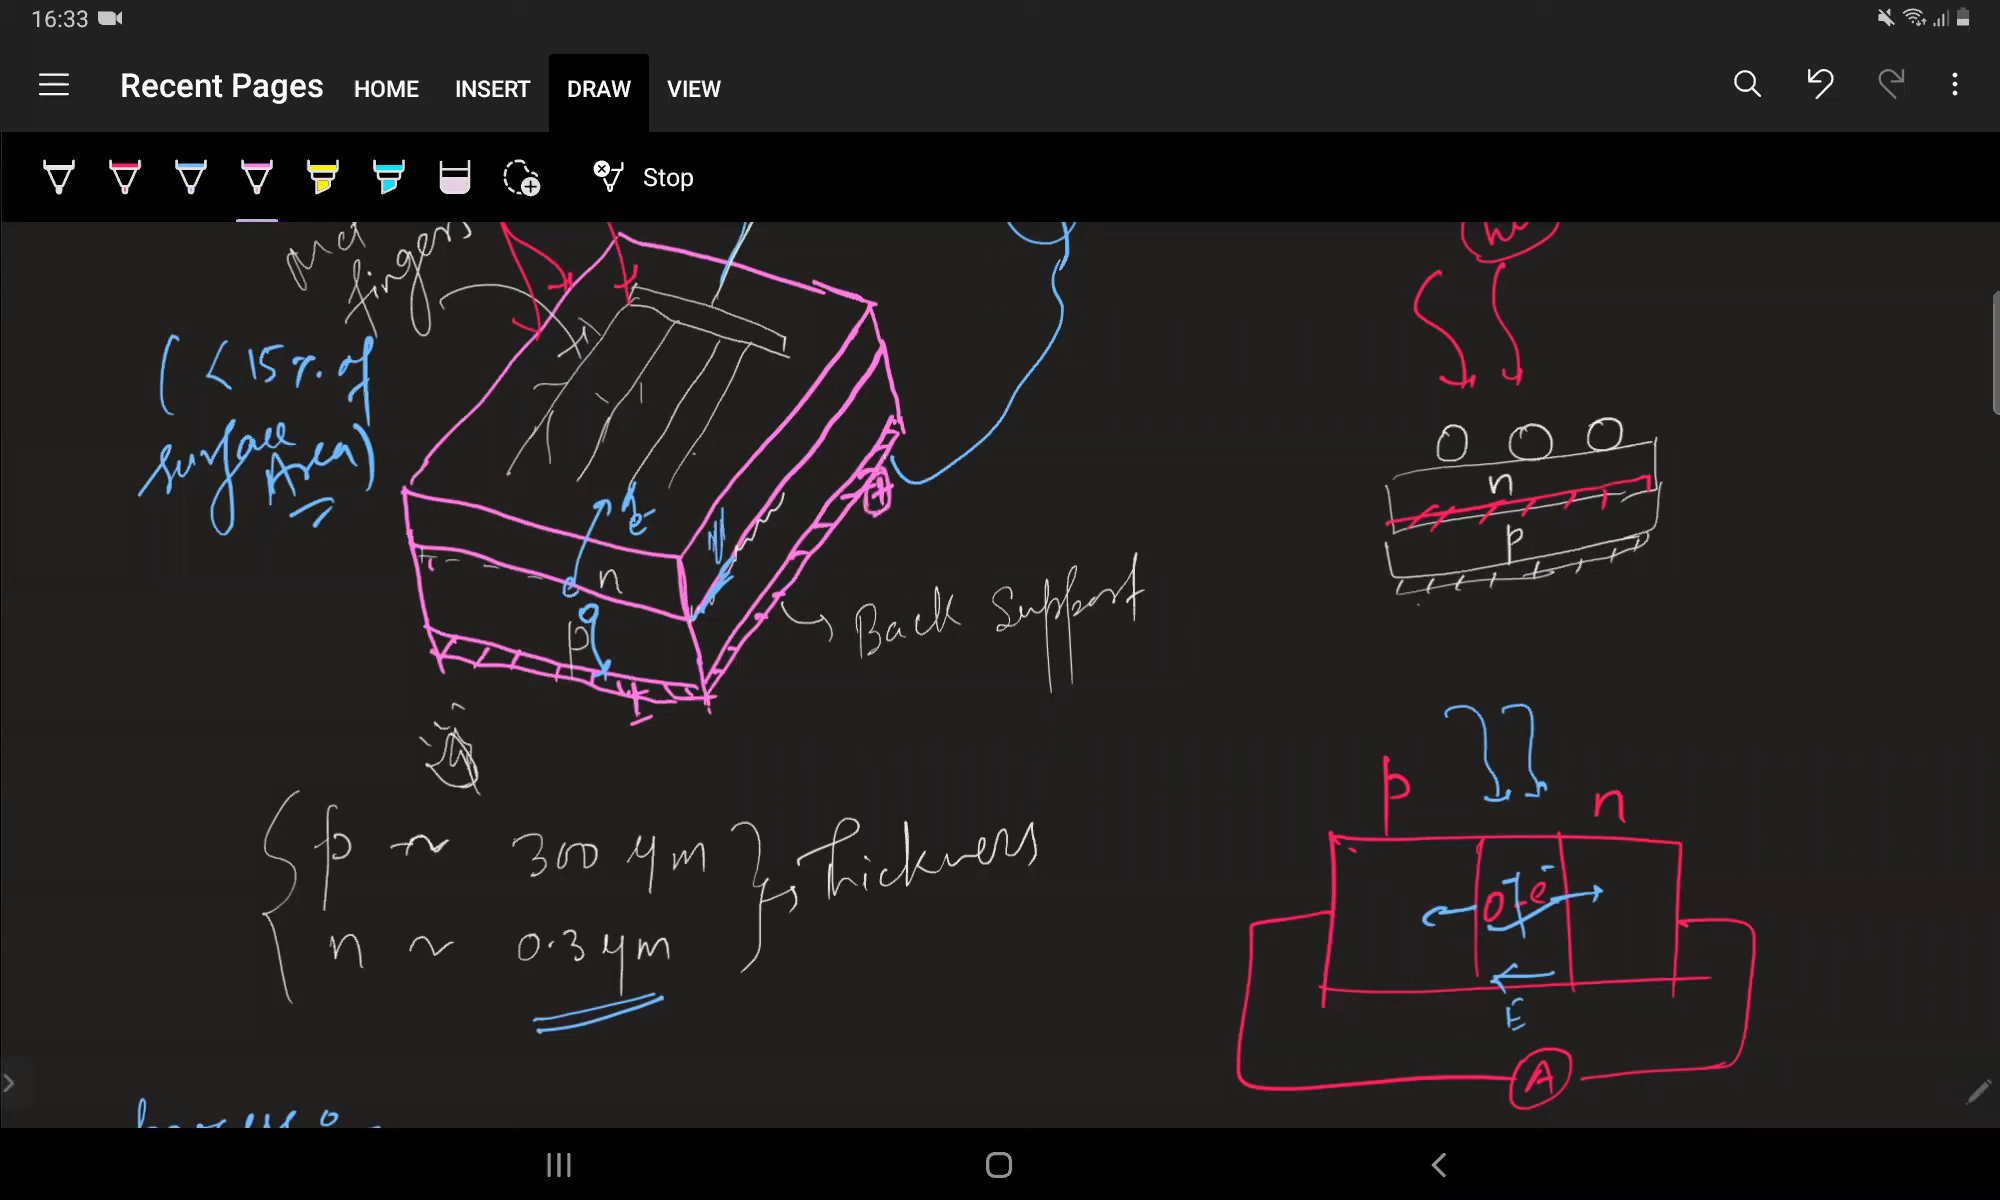 16:33
Recent Pages HOME INSERT DRAW VIEW
Stop
fingers
( < 15 %. of
surface
Area)
hν
e-
n
p
+
Back Support
n
p
p ~ 300 μm
n ~ 0.3 μm
Thickness
p n
e-
E
A